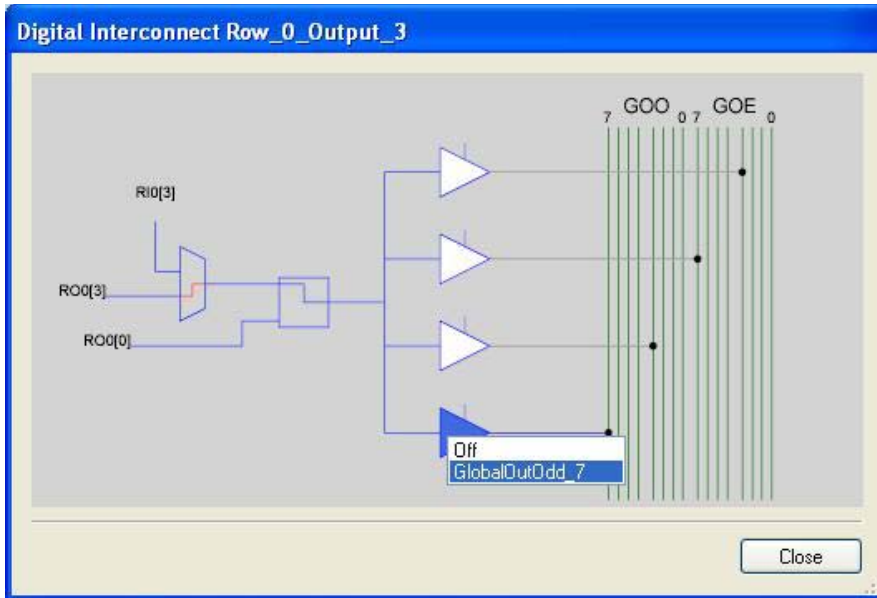 Digital Interconnect Row_0_Output_3
7 GOO 0 7 GOE 0
RI0[3]
RO0[3]
RO0[0]
Off
GlobalOutOdd_7
Close